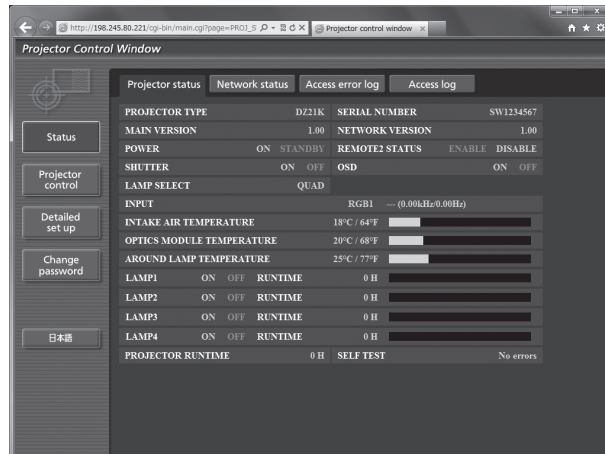 http://198.245.80.221/cgi-bin/main.cgi?page=PROJ_S
Projector control window
Projector Control Window
Projector status Network status Access error log Access log
Status
Projector control
Detailed set up
Change password
日本語
PROJECTOR TYPE DZ21K SERIAL NUMBER SW1234567
MAIN VERSION 1.00 NETWORK VERSION 1.00
POWER ON STANDBY REMOTE2 STATUS ENABLE DISABLE
SHUTTER ON OFF OSD ON OFF
LAMP SELECT QUAD
INPUT RGB1 --- (0.00kHz/0.00Hz)
INTAKE AIR TEMPERATURE 18°C / 64°F
OPTICS MODULE TEMPERATURE 20°C / 68°F
AROUND LAMP TEMPERATURE 25°C / 77°F
LAMP1 ON OFF RUNTIME 0 H
LAMP2 ON OFF RUNTIME 0 H
LAMP3 ON OFF RUNTIME 0 H
LAMP4 ON OFF RUNTIME 0 H
PROJECTOR RUNTIME 0 H SELF TEST No errors